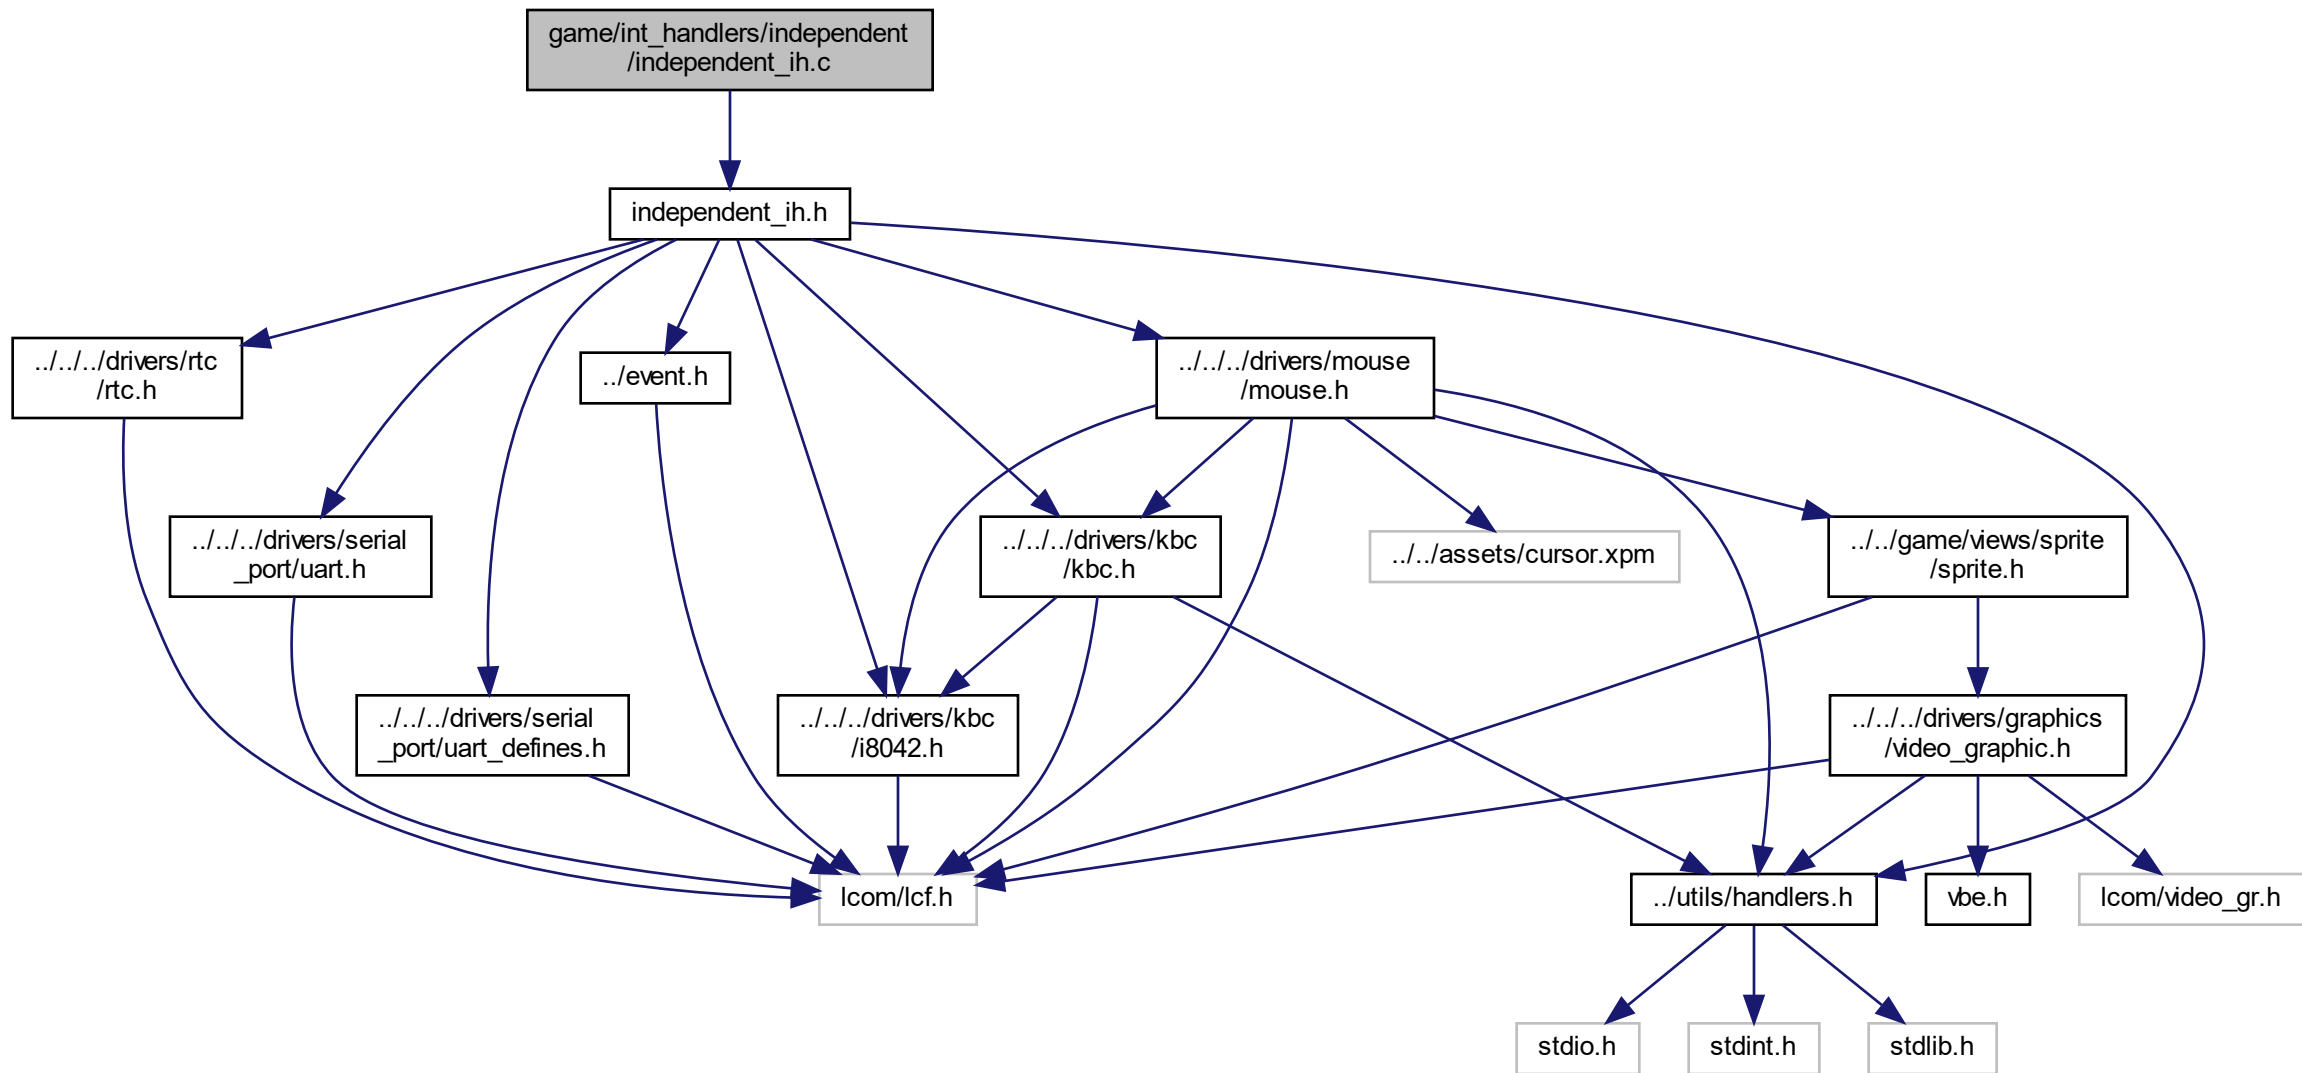 game/int_handlers/independent
/independent_ih.c
independent_ih.h
../../../drivers/rtc
/rtc.h
../event.h
../../../drivers/mouse
/mouse.h
../../../drivers/serial
_port/uart.h
../../../drivers/kbc
/kbc.h
../../assets/cursor.xpm
../../game/views/sprite
/sprite.h
../../../drivers/serial
_port/uart_defines.h
../../../drivers/kbc
/i8042.h
../../../drivers/graphics
/video_graphic.h
lcom/lcf.h
../utils/handlers.h
vbe.h
lcom/video_gr.h
stdio.h
stdint.h
stdlib.h